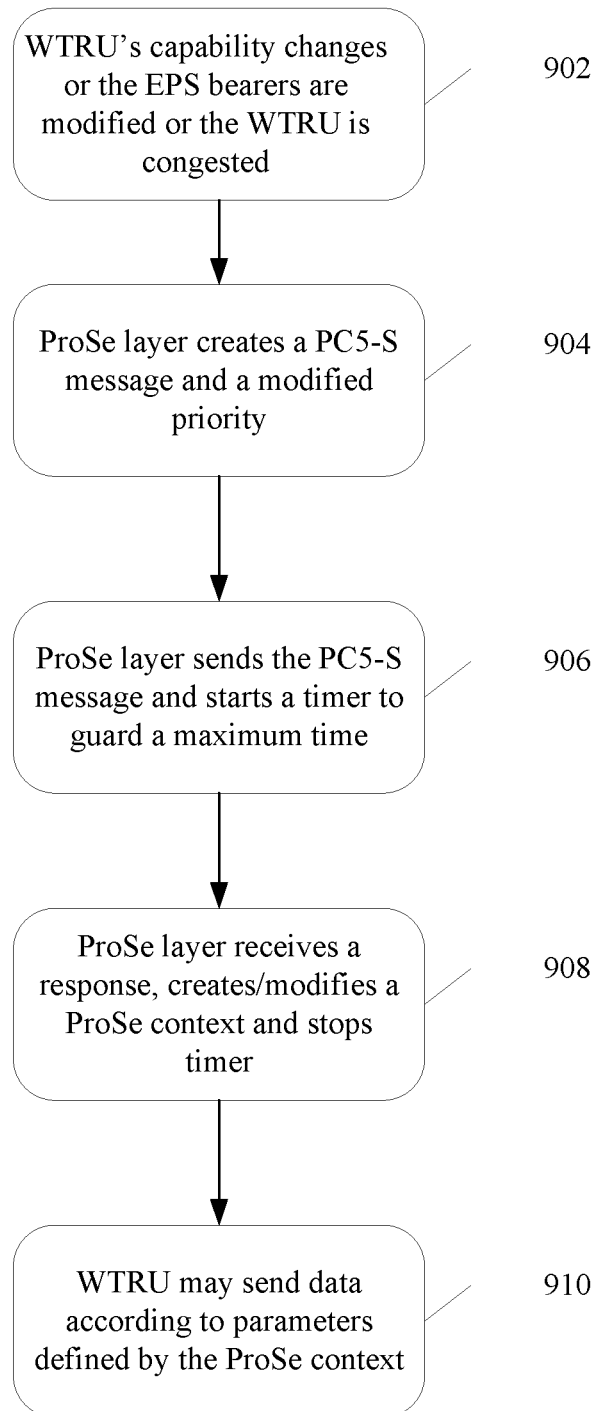 WTRU's capability changes
or the EPS bearers are
modified or the WTRU is
congested
902
ProSe layer creates a PC5-S
message and a modified
priority
904
ProSe layer sends the PC5-S
message and starts a timer to
guard a maximum time
906
ProSe layer receives a
response, creates/modifies a
ProSe context and stops
timer
908
WTRU may send data
according to parameters
defined by the ProSe context
910